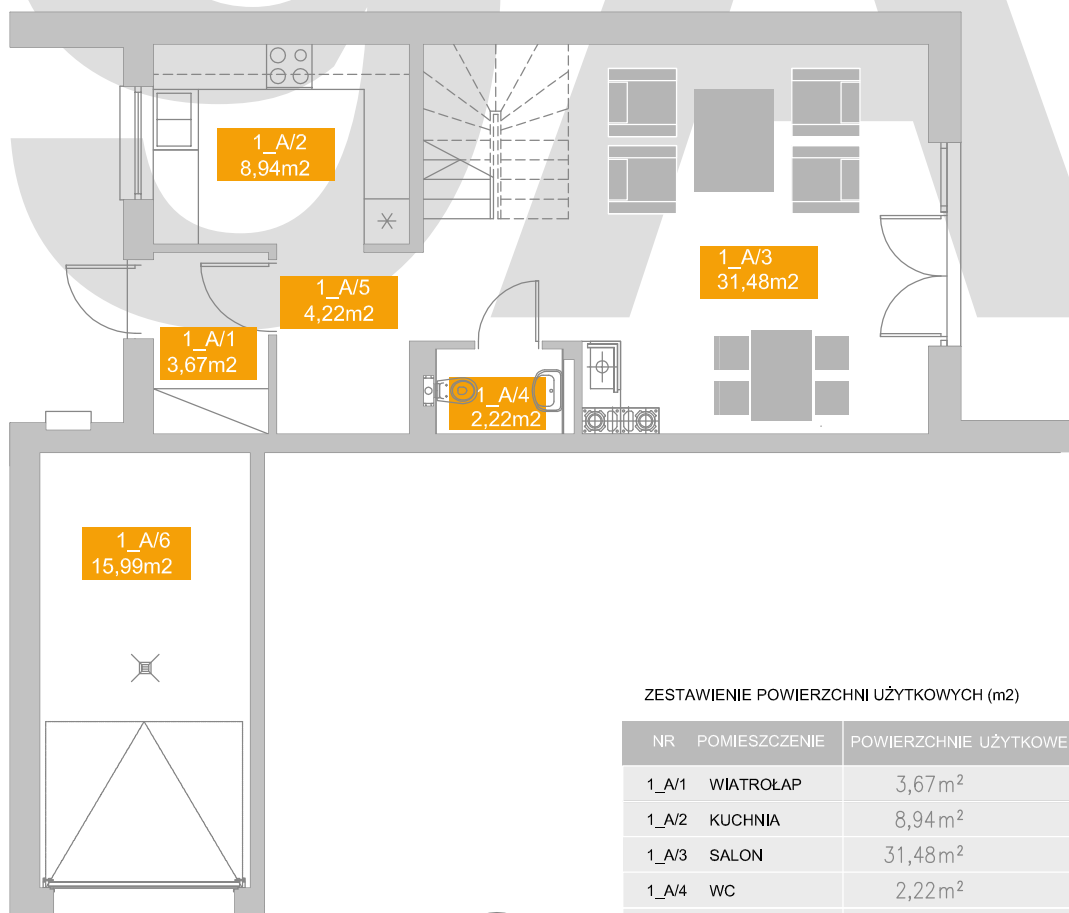 1_A/2
8,94m2
1_A/3
31,48m2
1_A/5
4,22m2
1_A/1
3,67m2
1_A/4
2,22m2
1_A/6
15,99m2
ZESTAWIENIE POWIERZCHNI UŻYTKOWYCH (m2)
NR POMIESZCZENIE POWIERZCHNIE UŻYTKOWE
1_A/1 WIATROŁAP 3,67m²
1_A/2 KUCHNIA 8,94m²
1_A/3 SALON 31,48m²
1_A/4 WC 2,22m²